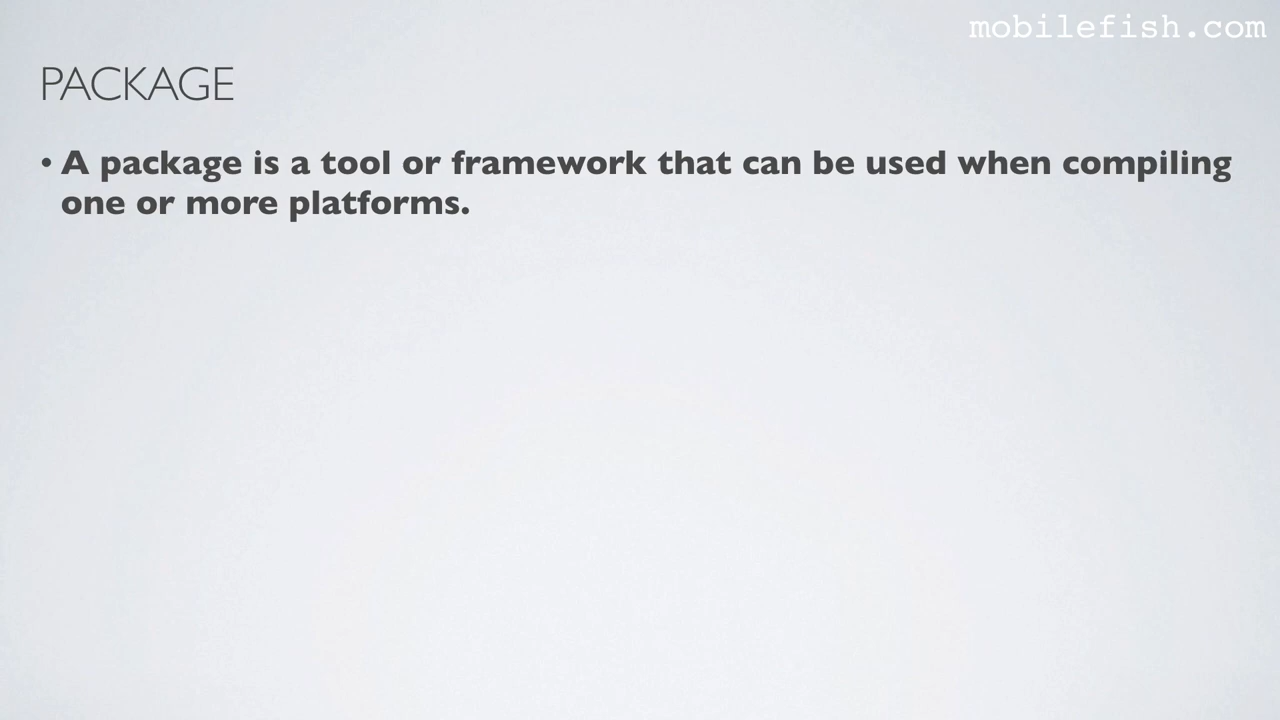 mobilefish.com
PACKAGE
• A package is a tool or framework that can be used when compiling
one or more platforms.